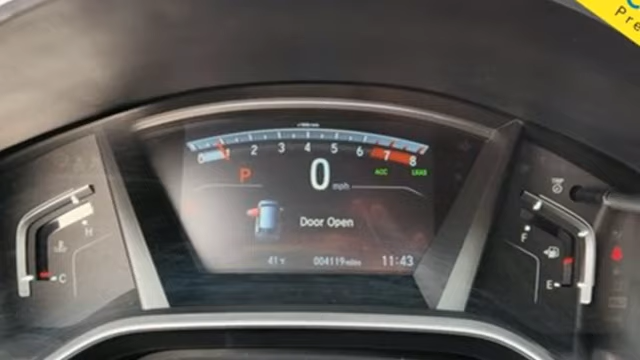 0 1 2 3 4 5 6 7 8
P 0 mph ACC LKAS
Door Open
H
C
F
E
41°F 004119 miles 11:43
Pre